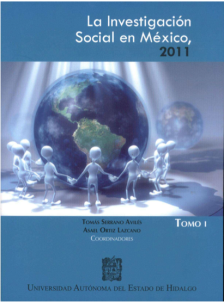 La Investigación
Social en México,
2011
Tomás Serrano Avilés
Assael Ortiz Lazcano
Coordinadores
Tomo I
Universidad Autónoma del Estado de Hidalgo